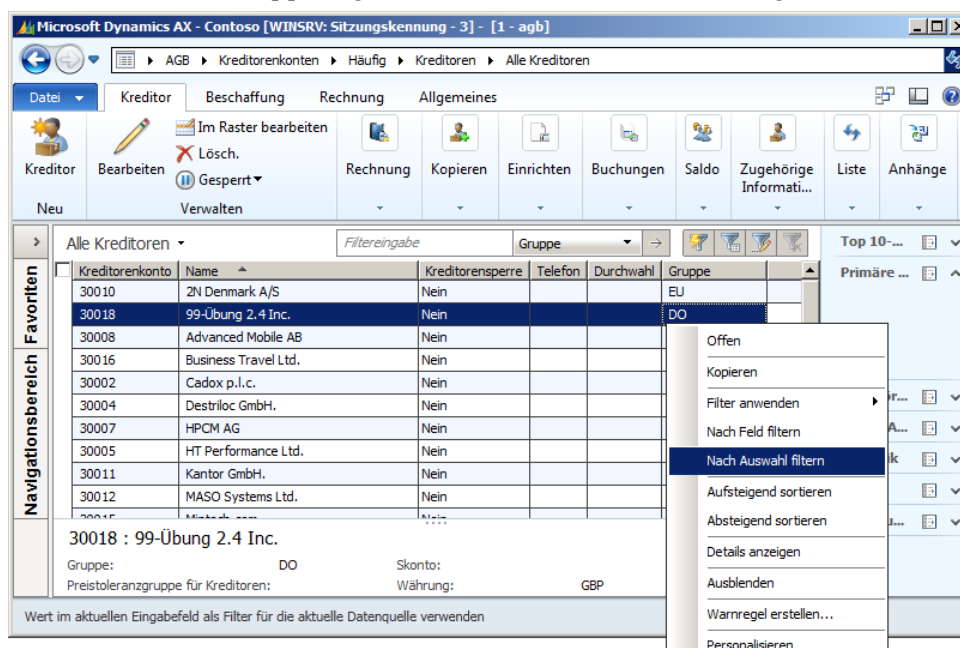 Microsoft Dynamics AX - Contoso [WINSRV: Sitzungskennung - 3] - [1 - agb]
AGB Kreditorenkonten Häufig Kreditoren Alle Kreditoren
Datei Kreditor Beschaffung Rechnung Allgemeines
Kreditor
Neu
Bearbeiten
Im Raster bearbeiten
Lösch.
Gesperrt
Verwalten
Rechnung Kopieren Einrichten Buchungen Saldo Zugehörige Informati... Liste Anhänge
Favoriten
Navigationsbereich
Alle Kreditoren Filtereingabe Gruppe
Kreditorenkonto Name Kreditorensperre Telefon Durchwahl Gruppe
30010 2N Denmark A/S Nein EU
30018 99-Übung 2.4 Inc. Nein DO
30008 Advanced Mobile AB Nein
30016 Business Travel Ltd. Nein
30002 Cadox p.l.c. Nein
30004 Destriloc GmbH. Nein
30007 HPCM AG Nein
30005 HT Performance Ltd. Nein
30011 Kantor GmbH. Nein
30012 MASO Systems Ltd. Nein
Top 10-...
Primäre ...
Offen
Kopieren
Filter anwenden
Nach Feld filtern
Nach Auswahl filtern
Aufsteigend sortieren
Absteigend sortieren
Details anzeigen
Ausblenden
Warnregel erstellen...
Personalisieren
30018 : 99-Übung 2.4 Inc.
Gruppe: DO Skonto:
Preistoleranzgruppe für Kreditoren: Währung: GBP
Wert im aktuellen Eingabefeld als Filter für die aktuelle Datenquelle verwenden